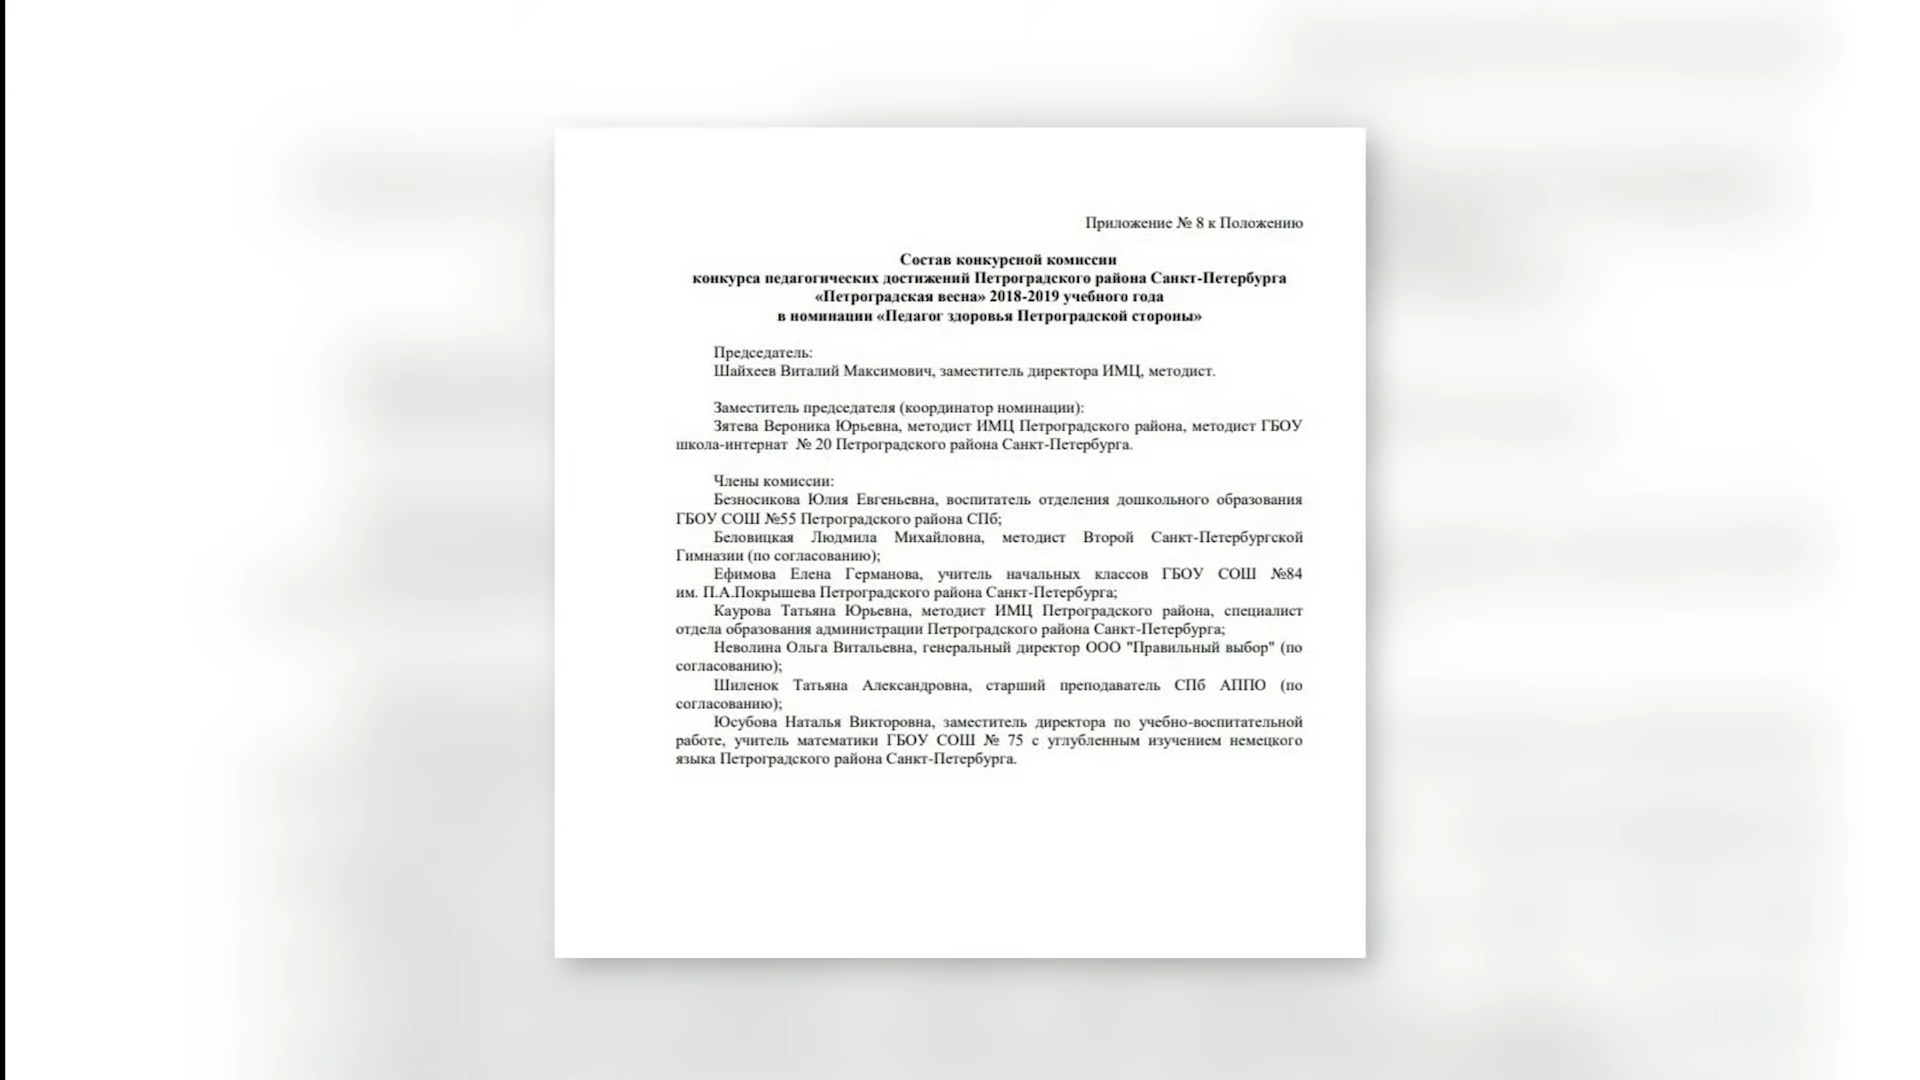 Приложение № 8 к Положению
Состав конкурсной комиссии
конкурса педагогических достижений Петроградского района Санкт-Петербурга
«Петроградская весна» 2018-2019 учебного года
в номинации «Педагог здоровья Петроградской стороны»
Председатель:
Шайхеев Виталий Максимович, заместитель директора ИМЦ, методист.
Заместитель председателя (координатор номинации):
Зятева Вероника Юрьевна, методист ИМЦ Петроградского района, методист ГБОУ
школа-интернат № 20 Петроградского района Санкт-Петербурга.
Члены комиссии:
Безносикова Юлия Евгеньевна, воспитатель отделения дошкольного образования
ГБОУ СОШ №55 Петроградского района СПб;
Беловицкая Людмила Михайловна, методист Второй Санкт-Петербургской
Гимназии (по согласованию);
Ефимова Елена Германова, учитель начальных классов ГБОУ СОШ №84
им. П.А.Покрышева Петроградского района Санкт-Петербурга;
Каурова Татьяна Юрьевна, методист ИМЦ Петроградского района, специалист
отдела образования администрации Петроградского района Санкт-Петербурга;
Неволина Ольга Витальевна, генеральный директор ООО "Правильный выбор" (по
согласованию);
Шиленок Татьяна Александровна, старший преподаватель СПб АППО (по
согласованию);
Юсубова Наталья Викторовна, заместитель директора по учебно-воспитательной
работе, учитель математики ГБОУ СОШ № 75 с углубленным изучением немецкого
языка Петроградского района Санкт-Петербурга.